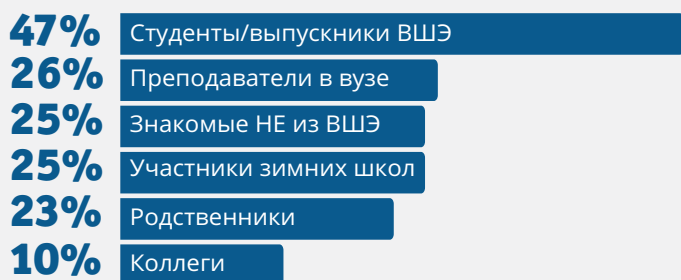 47% Студенты/выпускники ВШЭ
26% Преподаватели в вузе
25% Знакомые НЕ из ВШЭ
25% Участники зимних школ
23% Родственники
10% Коллеги